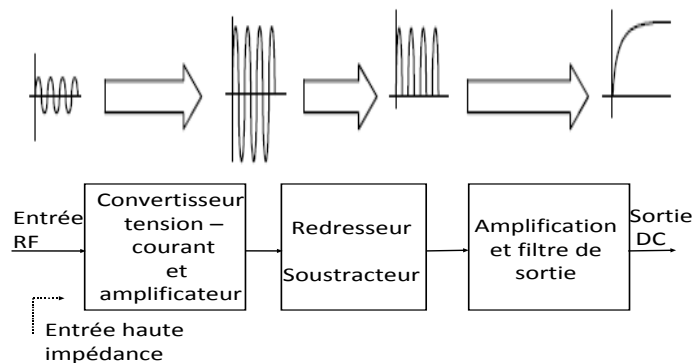 Entrée
RF
Convertisseur
tension –
courant
et
amplificateur
Redresseur
Soustracteur
Amplification
et filtre de
sortie
Sortie
DC
Entrée haute
impédance